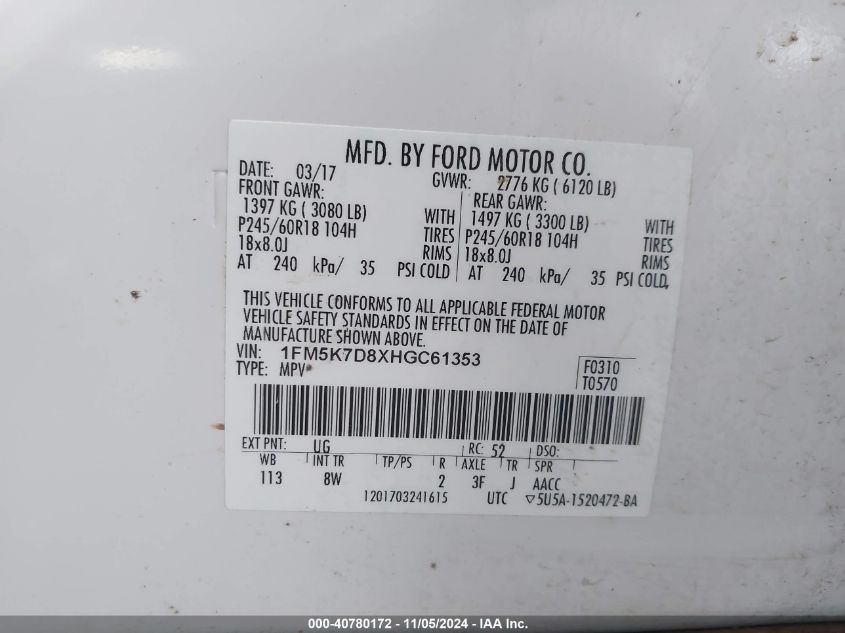 MFD. BY FORD MOTOR CO.
DATE: 03/17 GVWR: 2776 KG ( 6120 LB)
FRONT GAWR: REAR GAWR:
1397 KG ( 3080 LB) WITH 1497 KG ( 3300 LB) WITH
P245/60R18 104H TIRES P245/60R18 104H TIRES
18x8.0J RIMS 18x8.0J RIMS
AT 240 kPa/ 35 PSI COLD AT 240 kPa/ 35 PSI COLD
THIS VEHICLE CONFORMS TO ALL APPLICABLE FEDERAL MOTOR
VEHICLE SAFETY STANDARDS IN EFFECT ON THE DATE OF
MANUFACTURE SHOWN ABOVE.
VIN: 1FM5K7D8XHGC61353
TYPE: MPV
F0310
T0570
EXT PNT: UG RC: 52 DSO:
WB INT TR TP/PS R AXLE TR SPR
113 8W 2 3F J AACC
1201703241615 UTC ▽5U5A-1520472-BA
000-40780172 - 11/05/2024 - IAA Inc.